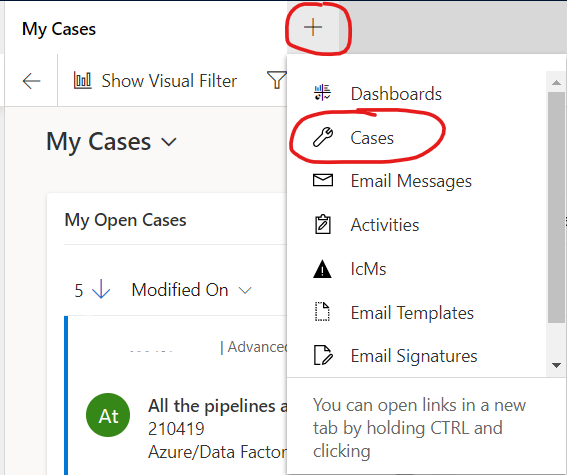 My Cases
Show Visual Filter
My Cases
My Open Cases
5
Modified On
| Advanced
At
All the pipelines a
210419
Azure/Data Factor
Dashboards
Cases
Email Messages
Activities
IcMs
Email Templates
Email Signatures
You can open links in a new
tab by holding CTRL and
clicking